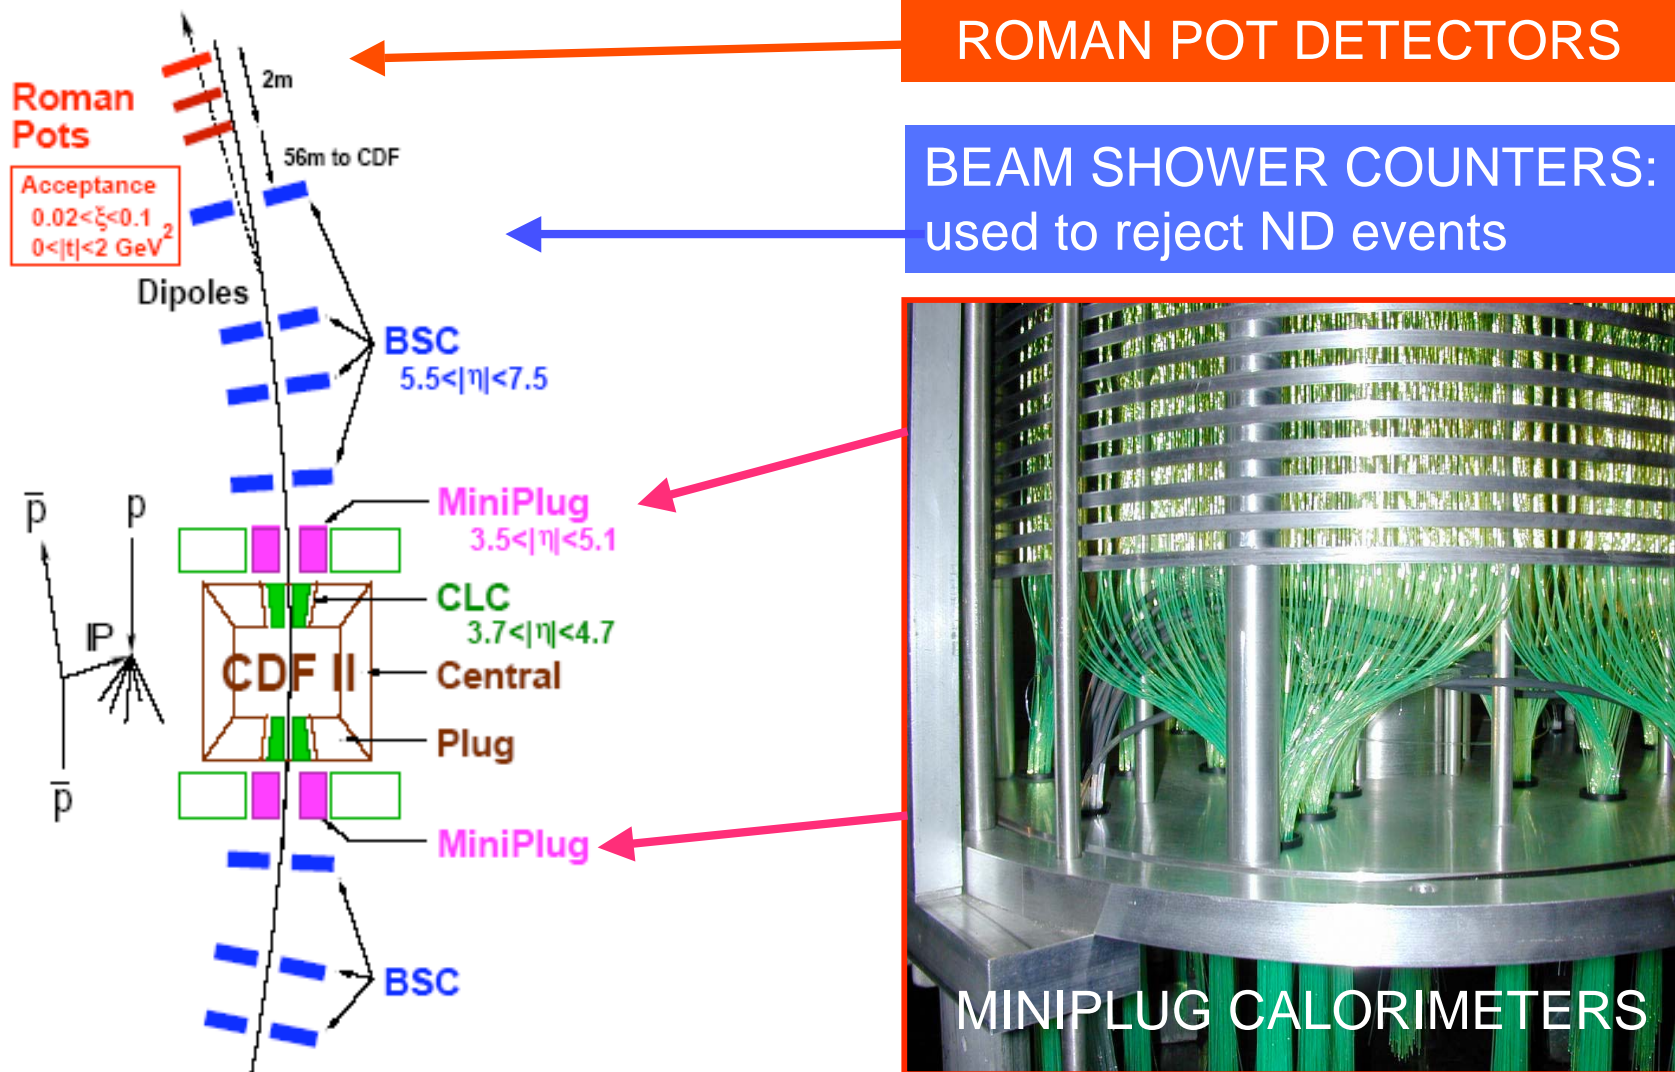 ROMAN POT DETECTORS
2m
Roman
Pots
56m to CDF
BEAM SHOWER COUNTERS:
used to reject ND events
Acceptance
0.02<ξ<0.1
0<|t|<2 GeV²
Dipoles
BSC
5.5<|η|<7.5
p̅
p
MiniPlug
3.5<|η|<5.1
CLC
3.7<|η|<4.7
IP
CDF II
Central
Plug
p̅
MiniPlug
BSC
MINIPLUG CALORIMETERS